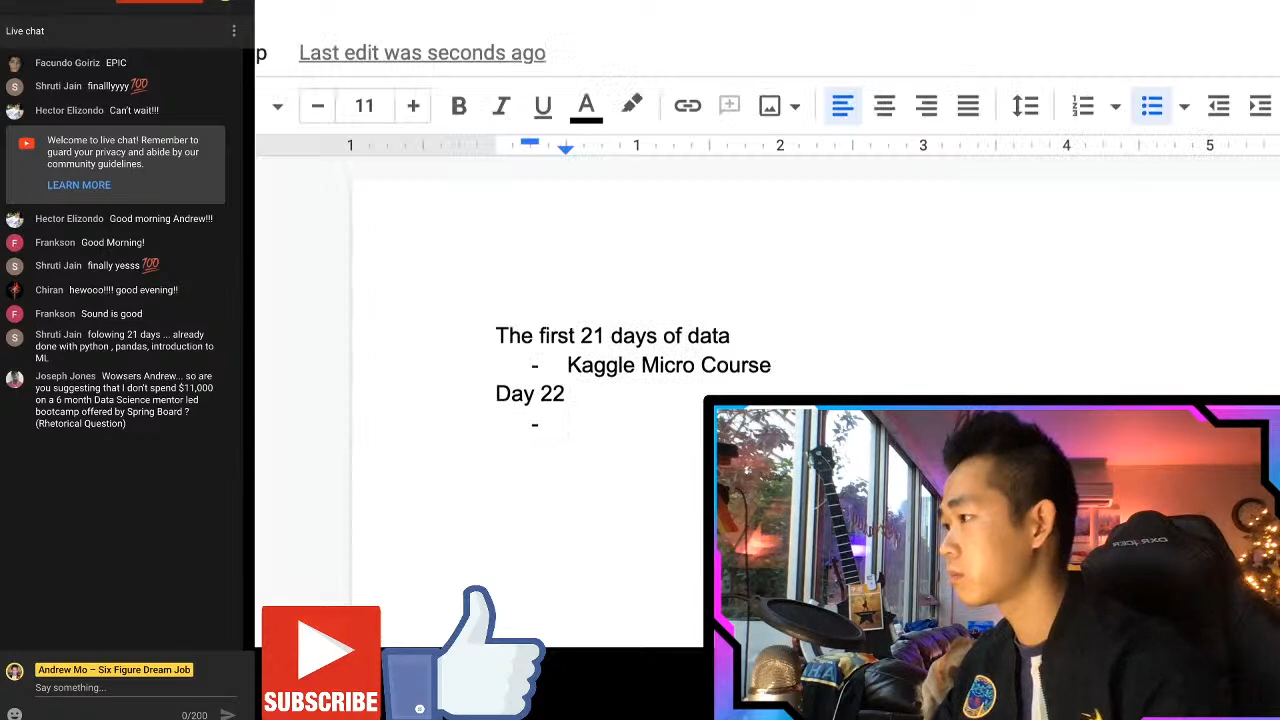 Live chat
Facundo Goiriz EPIC
S Shruti Jain finalllyyyy 💯
Hector Elizondo Can't wait!!!
Welcome to live chat! Remember to
guard your privacy and abide by our
community guidelines.
LEARN MORE
Hector Elizondo Good morning Andrew!!!
F Frankson Good Morning!
S Shruti Jain finally yesss 💯
Chiran hewooo!!!! good evening!!
F Frankson Sound is good
S Shruti Jain folowing 21 days ... already
done with python , pandas, introduction to
ML
Joseph Jones Wowsers Andrew... so are
you suggesting that I don't spend $11,000
on a 6 month Data Science mentor led
bootcamp offered by Spring Board ?
(Rhetorical Question)
Andrew Mo – Six Figure Dream Job
Say something...
0/200
p Last edit was seconds ago
− 11 + B I U A
1 1 2 3 4 5
The first 21 days of data
- Kaggle Micro Course
Day 22
-
SUBSCRIBE